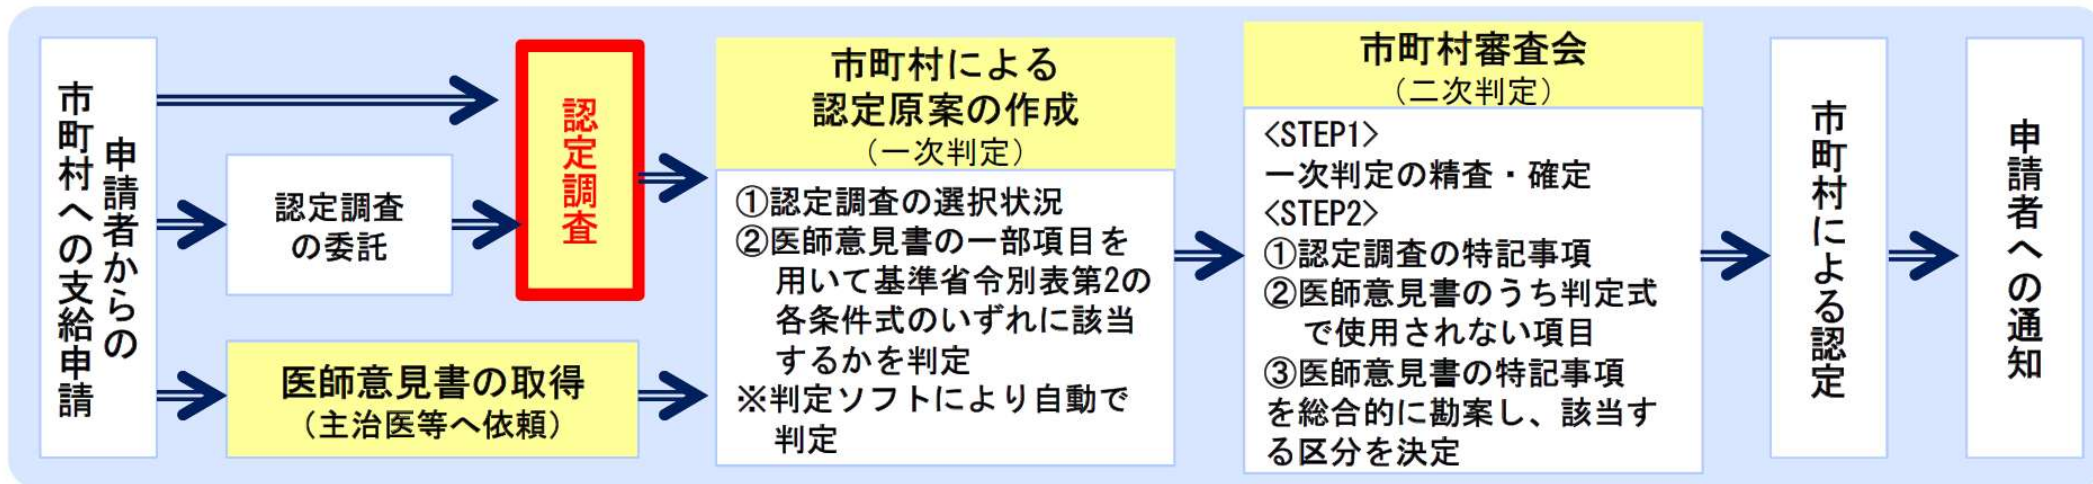 申請者からの
市町村への支給申請
認定調査
の委託
認定調査
医師意見書の取得
（主治医等へ依頼）
市町村による
認定原案の作成
（一次判定）
①認定調査の選択状況
②医師意見書の一部項目を
用いて基準省令別表第2の
各条件式のいずれに該当
するかを判定
※判定ソフトにより自動で
判定
市町村審査会
（二次判定）
<STEP1>
一次判定の精査・確定
<STEP2>
①認定調査の特記事項
②医師意見書のうち判定式
で使用されない項目
③医師意見書の特記事項
を総合的に勘案し、該当す
る区分を決定
市町村による認定
申請者への通知